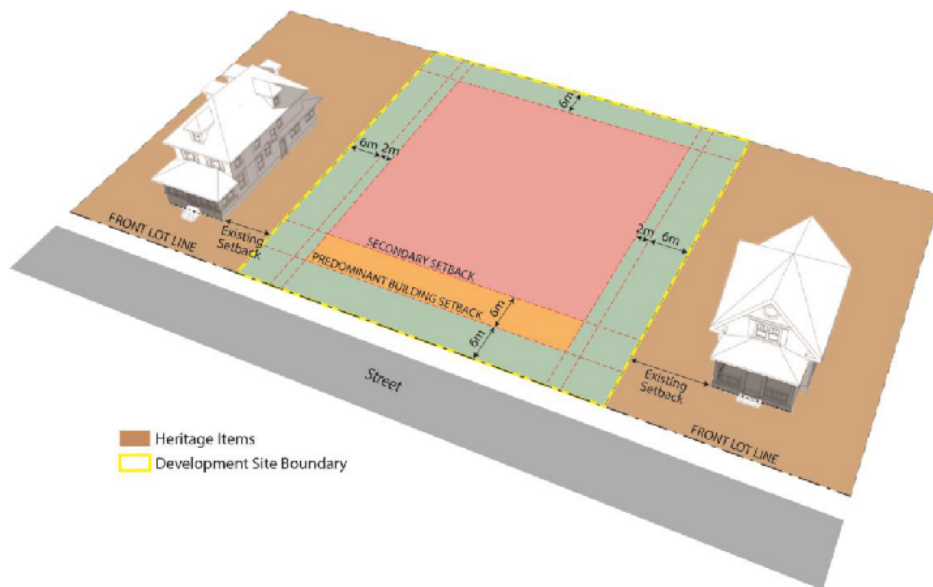 6m
6m 2m
Existing
Setback
FRONT LOT LINE
SECONDARY SETBACK
PREDOMINANT BUILDING SETBACK
6m
6m
2m 6m
Existing
Setback
FRONT LOT LINE
Street
Heritage Items
Development Site Boundary